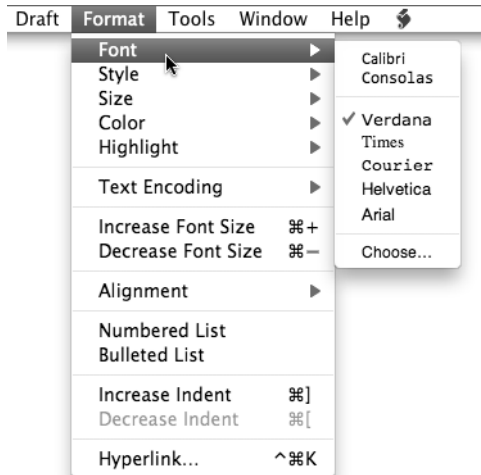 Draft Format Tools Window Help
Font
Style
Size
Color
Highlight
Text Encoding
Increase Font Size ⌘+
Decrease Font Size ⌘−
Alignment
Numbered List
Bulleted List
Increase Indent ⌘]
Decrease Indent ⌘[
Hyperlink... ^⌘K
Calibri
Consolas
✓ Verdana
Times
Courier
Helvetica
Arial
Choose...